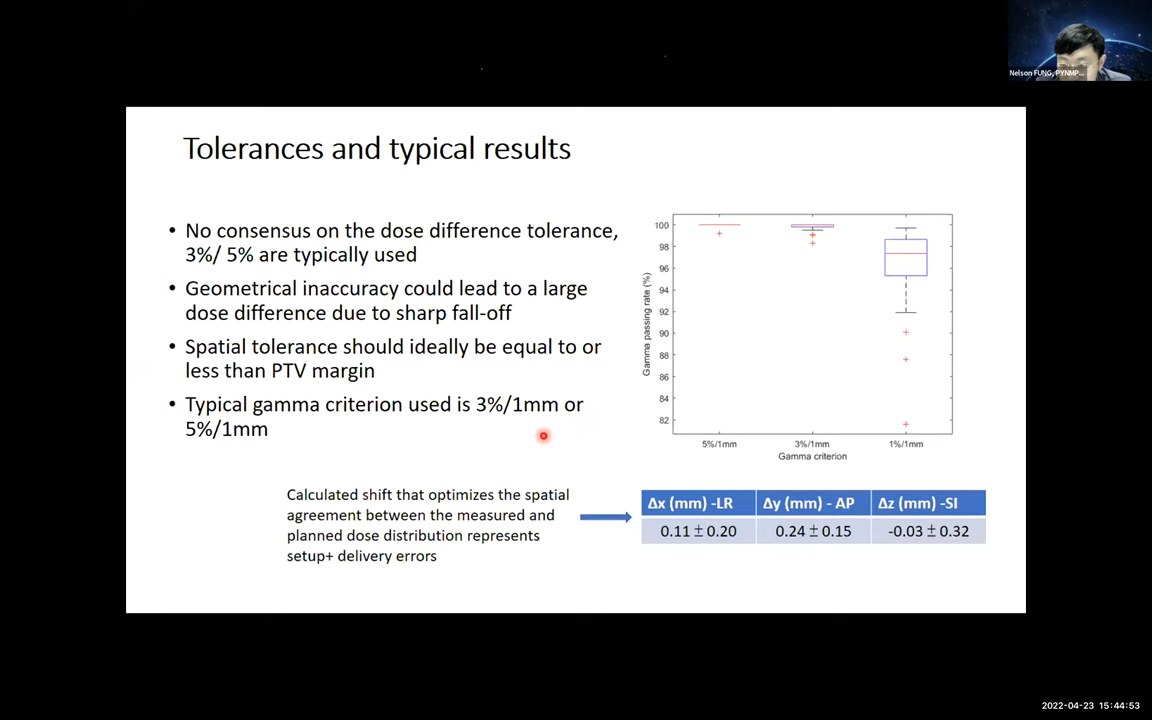 Nelson FUNG, PYNMP...
Tolerances and typical results
• No consensus on the dose difference tolerance,
3%/ 5% are typically used
• Geometrical inaccuracy could lead to a large
dose difference due to sharp fall-off
• Spatial tolerance should ideally be equal to or
less than PTV margin
• Typical gamma criterion used is 3%/1mm or
5%/1mm
Gamma passing rate (%)
100
98
96
94
92
90
88
86
84
82
5%/1mm 3%/1mm 1%/1mm
Gamma criterion
Calculated shift that optimizes the spatial
agreement between the measured and
planned dose distribution represents
setup+ delivery errors
Δx (mm) -LR Δy (mm) - AP Δz (mm) -SI
0.11 ± 0.20 0.24 ± 0.15 -0.03 ± 0.32
2022-04-23 15:44:53